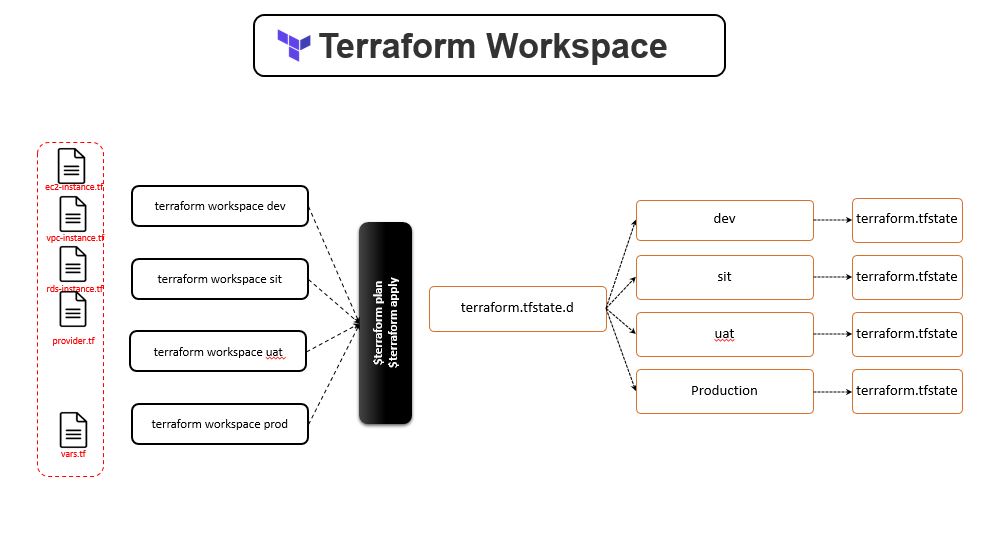 Terraform Workspace
ec2-instance.tf
vpc-instance.tf
rds-instance.tf
provider.tf
vars.tf
terraform workspace dev
terraform workspace sit
terraform workspace uat
terraform workspace prod
$terraform plan
$terraform apply
terraform.tfstate.d
dev
sit
uat
Production
terraform.tfstate
terraform.tfstate
terraform.tfstate
terraform.tfstate